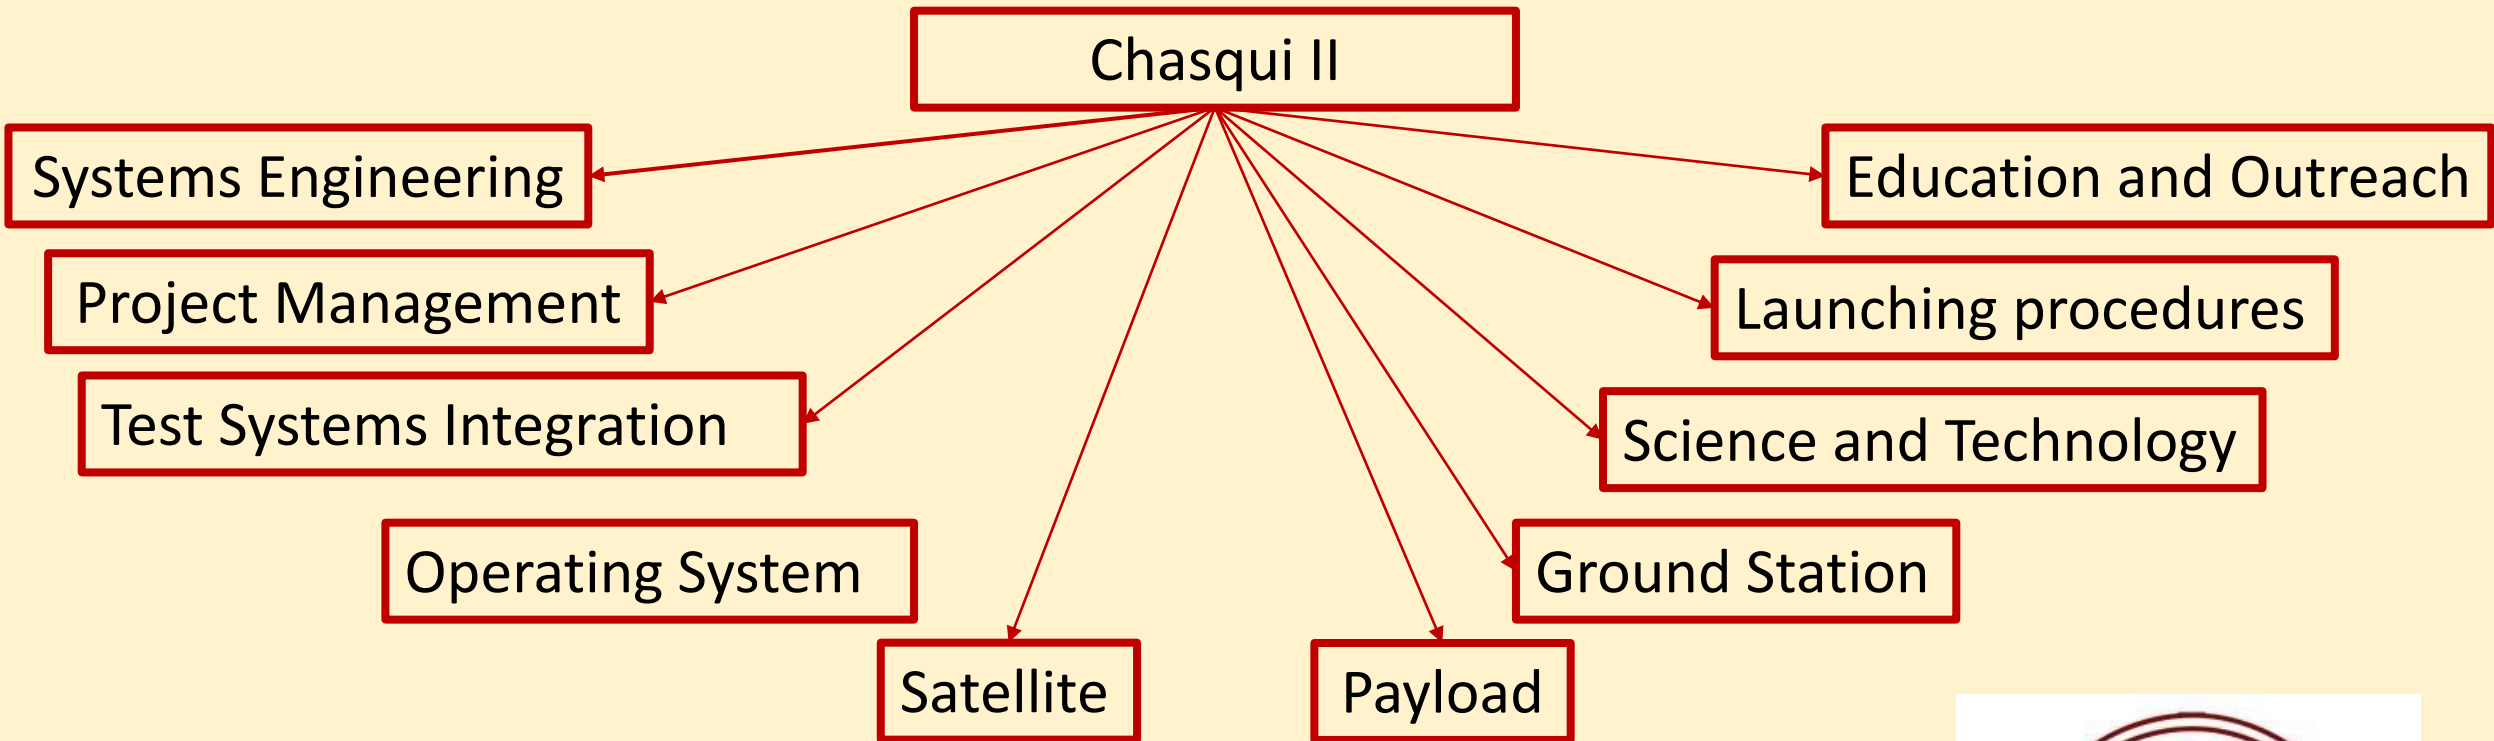 Chasqui II
Systems Engineering
Education and Outreach
Project Management
Launching procedures
Test Systems Integration
Science and Technology
Operating System
Ground Station
Satellite
Payload